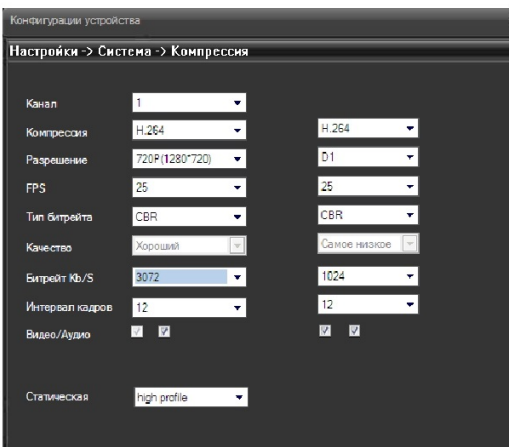 Конфигурации устройства
Настройки -> Система -> Компрессия
Канал 1
Компрессия H.264 H.264
Разрешение 720P(1280*720) D1
FPS 25 25
Тип битрейта CBR CBR
Качество Хороший Самое низкое
Битрейт Kb/S 3072 1024
Интервал кадров 12 12
Видео/Аудио
Статическая high profile